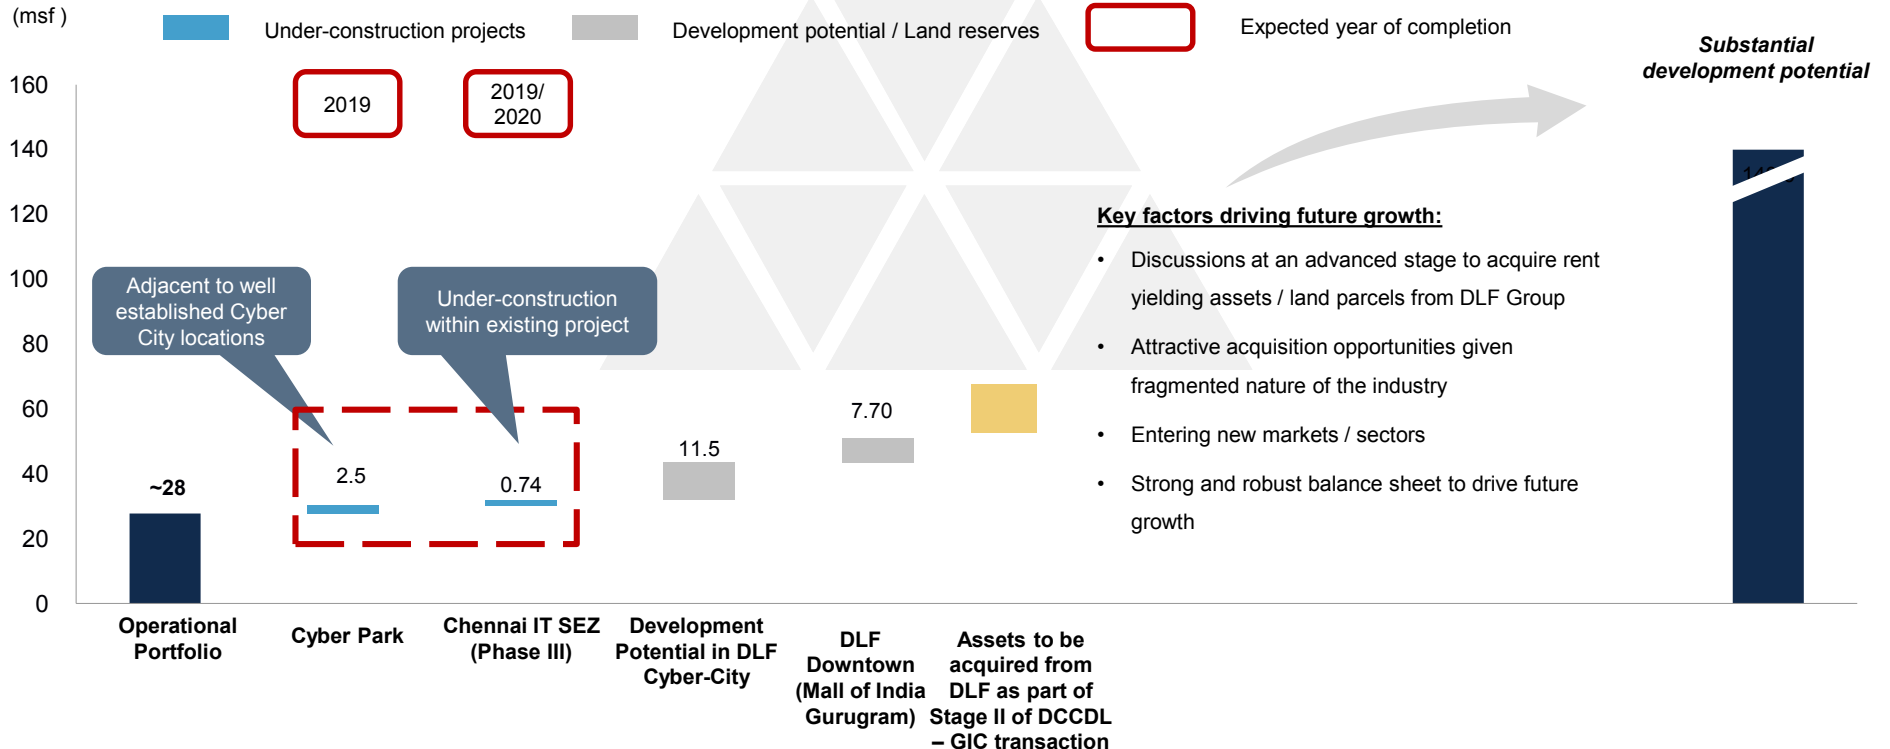 (msf )
Under-construction projects
Development potential / Land reserves
Expected year of completion
Substantial
development potential
160
140
120
100
80
60
40
20
0
2019
2019/
2020
Adjacent to well
established Cyber
City locations
Under-construction
within existing project
~28
2.5
0.74
11.5
7.70
Key factors driving future growth:
• Discussions at an advanced stage to acquire rent
yielding assets / land parcels from DLF Group
• Attractive acquisition opportunities given
fragmented nature of the industry
• Entering new markets / sectors
• Strong and robust balance sheet to drive future
growth
Operational
Portfolio
Cyber Park
Chennai IT SEZ
(Phase III)
Development
Potential in DLF
Cyber-City
DLF
Downtown
(Mall of India
Gurugram)
Assets to be
acquired from
DLF as part of
Stage II of DCCDL
– GIC transaction